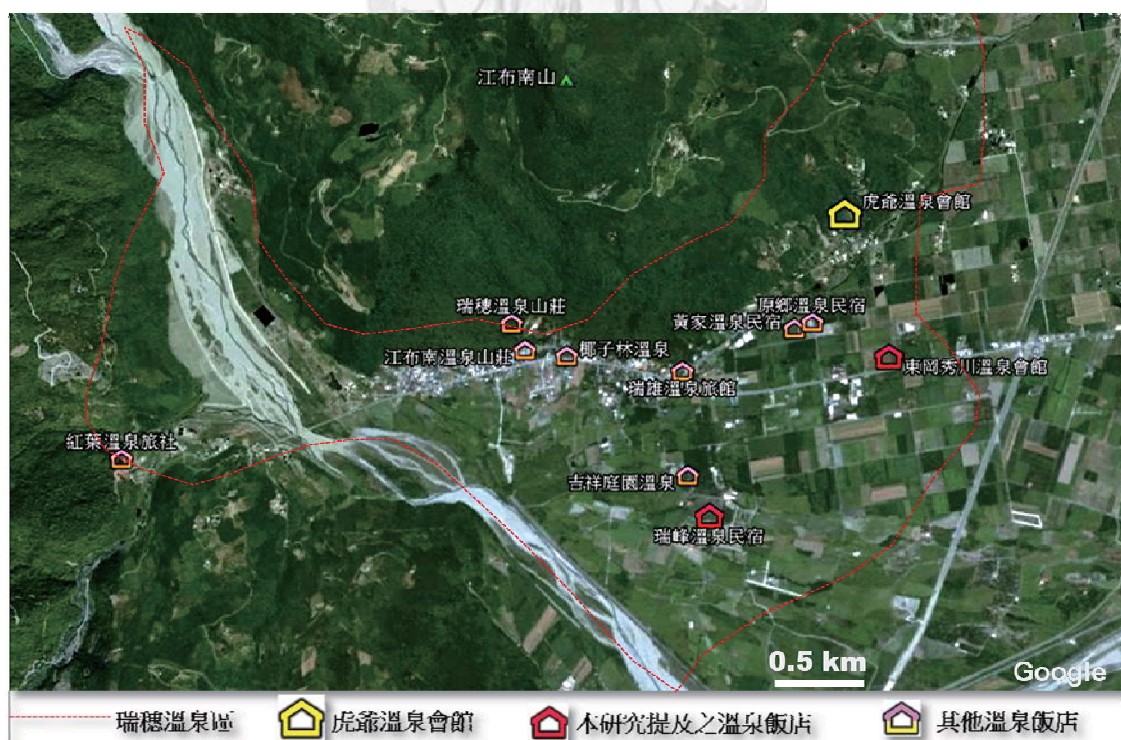 江布南山
虎爺溫泉會館
瑞穗溫泉山莊
原鄉溫泉民宿
黃家溫泉民宿
江布南溫泉山莊
椰子林溫泉
東岡秀川溫泉會館
瑞雄溫泉旅館
紅葉溫泉旅社
吉祥庭園溫泉
瑞峰溫泉民宿
0.5 km
Google
瑞穗溫泉區 虎爺溫泉會館 本研究提及之溫泉飯店 其他溫泉飯店